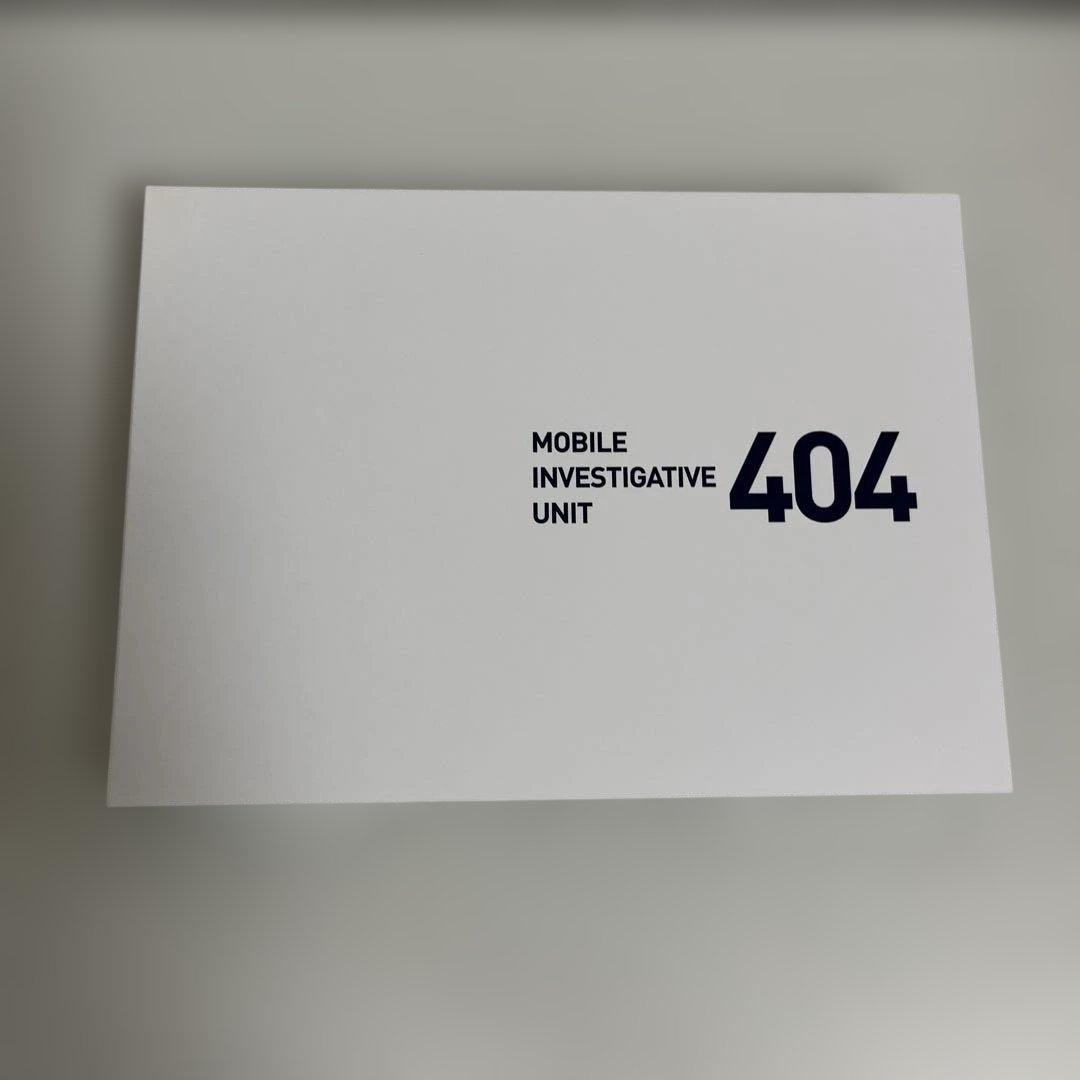 MOBILE
INVESTIGATIVE
UNIT
404